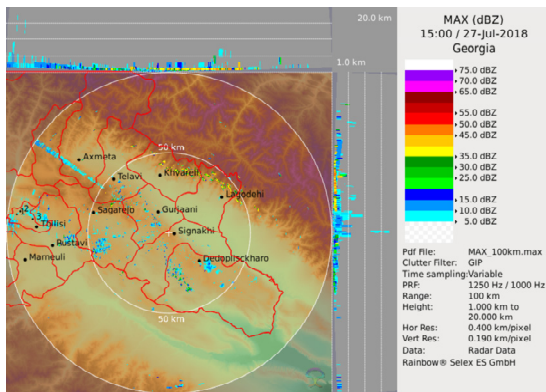 20.0 km
1.0 km
MAX (dBZ)
15:00 / 27-Jul-2018
Georgia
75.0 dBZ
70.0 dBZ
65.0 dBZ
55.0 dBZ
50.0 dBZ
45.0 dBZ
35.0 dBZ
30.0 dBZ
25.0 dBZ
15.0 dBZ
10.0 dBZ
5.0 dBZ
50 km
Axmeta
Telavi
Khvareli
Lagodehi
Sagarejo
Gurjaani
2
3
Tbilisi
Signakhi
Rustavi
Marneuli
Dedoplisckharo
50 km
Pdf File: MAX_100km.max
Clutter Filter: GIP
Time sampling:Variable
PRF: 1250 Hz / 1000 Hz
Range: 100 km
Height: 1.000 km to
20.000 km
Hor Res: 0.400 km/pixel
Vert Res: 0.190 km/pixel
Data: Radar Data
Rainbow® Selex ES GmbH